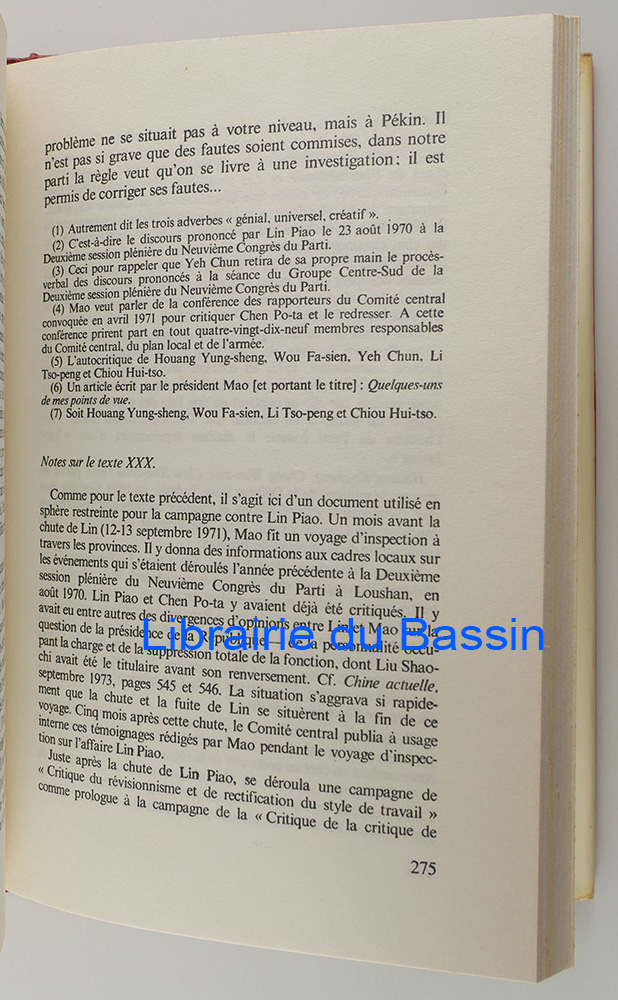 problème ne se situait pas à votre niveau, mais à Pékin. Il
n'est pas si grave que des fautes soient commises, dans notre
parti la règle veut qu'on se livre à une investigation; il est
permis de corriger ses fautes...
(1) Autrement dit les trois adverbes « génial, universel, créatif ».
(2) C'est-à-dire le discours prononcé par Lin Piao le 23 août 1970 à la
Deuxième session plénière du Neuvième Congrès du Parti.
(3) Ceci pour rappeler que Yeh Chun retira de sa propre main le procès-
verbal des discours prononcés à la séance du Groupe Centre-Sud de la
Deuxième session plénière du Neuvième Congrès du Parti.
(4) Mao veut parler de la conférence des rapporteurs du Comité central
convoquée en avril 1971 pour critiquer Chen Po-ta et le redresser. A cette
conférence prirent part en tout quatre-vingt-dix-neuf membres responsables
du Comité central, du plan local et de l'armée.
(5) L'autocritique de Houang Yung-sheng, Wou Fa-sien, Yeh Chun, Li
Tso-peng et Chiou Hui-tso.
(6) Un article écrit par le président Mao [et portant le titre] : Quelques-uns
de mes points de vue.
(7) Soit Houang Yung-sheng, Wou Fa-sien, Li Tso-peng et Chiou Hui-tso.
Notes sur le texte XXX.
Comme pour le texte précédent, il s'agit ici d'un document utilisé en
sphère restreinte pour la campagne contre Lin Piao. Un mois avant la
chute de Lin (12-13 septembre 1971), Mao fit un voyage d'inspection à
travers les provinces. Il y donna des informations aux cadres locaux sur
les événements qui s'étaient déroulés l'année précédente à la Deuxième
session plénière du Neuvième Congrès du Parti à Loushan, en
août 1970. Lin Piao et Chen Po-ta y avaient déjà été critiqués. Il y
avait eu entre autres des divergences d'opinions entre Lin et Mao sur la
question de la présidence de la République de la personnalité occu-
pant la charge et de la suppression totale de la fonction, dont Liu Shao-
chi avait été le titulaire avant son renversement. Cf. Chine actuelle,
septembre 1973, pages 545 et 546. La situation s'aggrava si rapide-
ment que la chute et la fuite de Lin se situèrent à la fin de ce
voyage. Cinq mois après cette chute, le Comité central publia à usage
interne ces témoignages rédigés par Mao pendant le voyage d'inspec-
tion sur l'affaire Lin Piao.
Juste après la chute de Lin Piao, se déroula une campagne de
« Critique du révisionnisme et de rectification du style de travail »
comme prologue à la campagne de la « Critique de la critique de
275
Librairie du Bassin